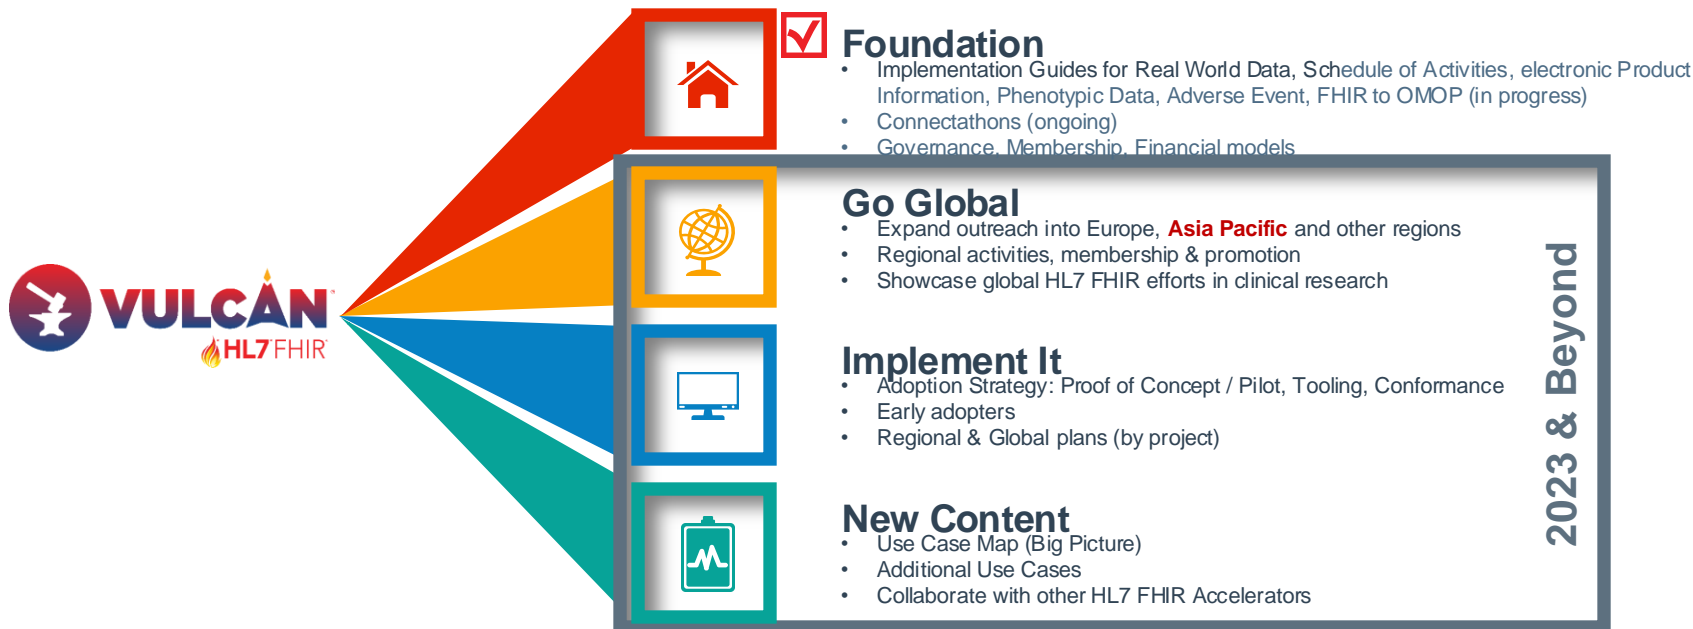 VULCAN
HL7 FHIR
Foundation
• Implementation Guides for Real World Data, Schedule of Activities, electronic Product
Information, Phenotypic Data, Adverse Event, FHIR to OMOP (in progress)
• Connectathons (ongoing)
• Governance, Membership, Financial models
Go Global
• Expand outreach into Europe, Asia Pacific and other regions
• Regional activities, membership & promotion
• Showcase global HL7 FHIR efforts in clinical research
Implement It
• Adoption Strategy: Proof of Concept / Pilot, Tooling, Conformance
• Early adopters
• Regional & Global plans (by project)
New Content
• Use Case Map (Big Picture)
• Additional Use Cases
• Collaborate with other HL7 FHIR Accelerators
2023 & Beyond